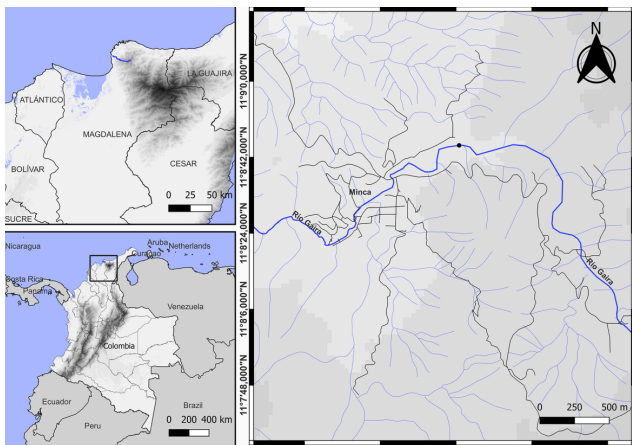 LA GUAJIRA
ATLÁNTICO
MAGDALENA
CESAR
BOLÍVAR
SUCRE
0 25 50 km
Nicaragua
Aruba
Netherlands
Curaçao
Costa Rica
Panama
Venezuela
Colombia
Ecuador
Peru
Brazil
0 200 400 km
N
11°9'0,000"N
11°8'42,000"N
11°8'24,000"N
11°8'6,000"N
11°7'48,000"N
Minca
Río Gaira
Río Gaira
0 250 500 m